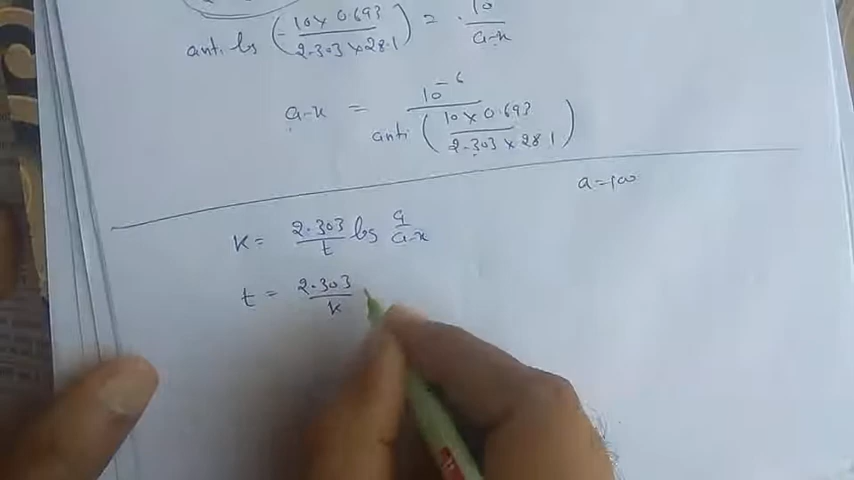 anti log (- 10 x 0.693 / 2.303 x 28.1) = 10 / a-x
a-x = 10^-6 / anti (10 x 0.693 / 2.303 x 28.1)
a=100
K = 2.303 / t log a / a-x
t = 2.303 / K